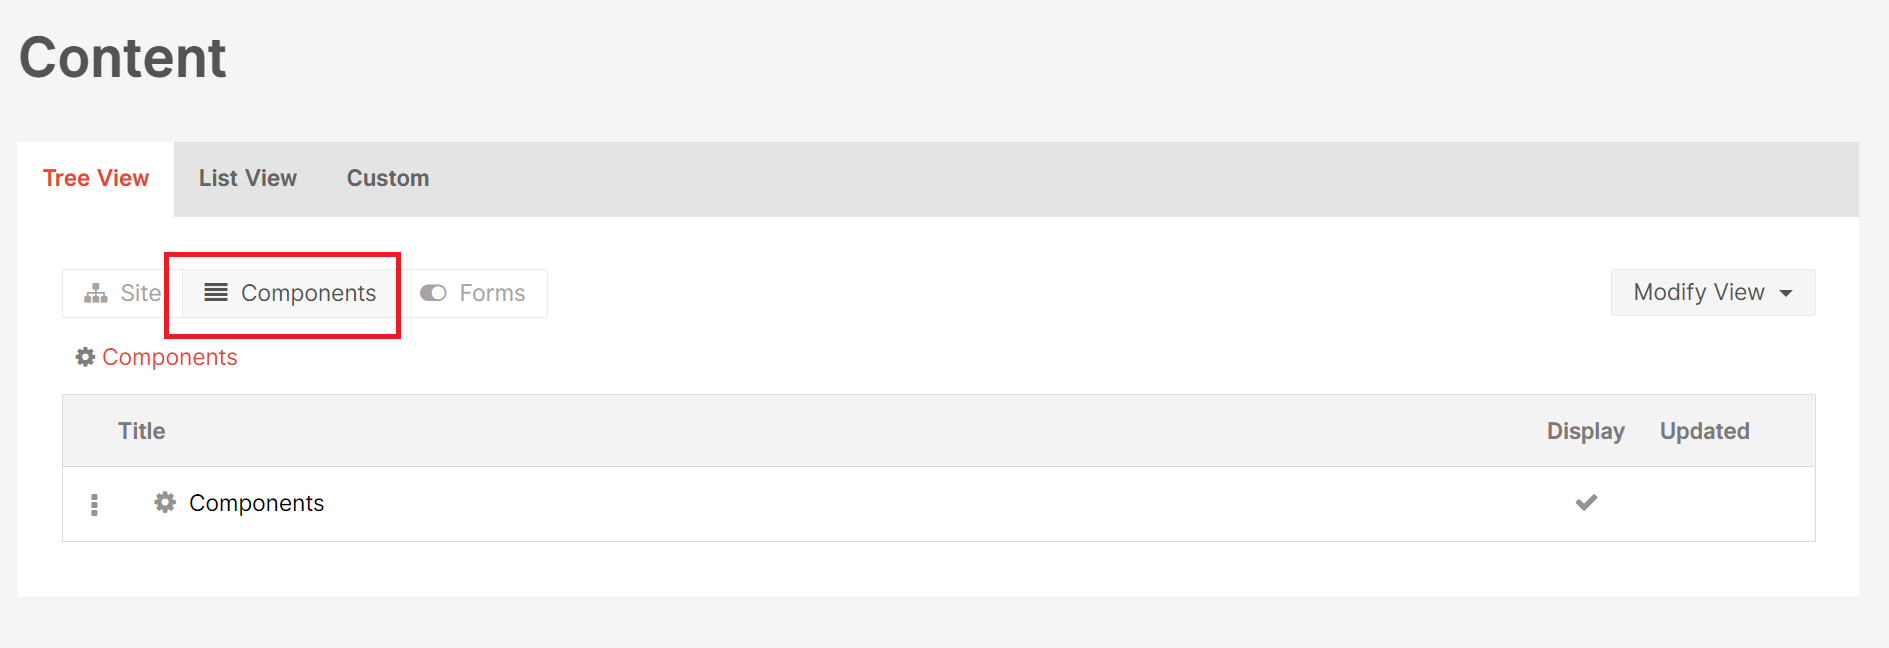 Content
Tree View List View Custom
Site Components Forms Modify View
Components
Title Display Updated
Components